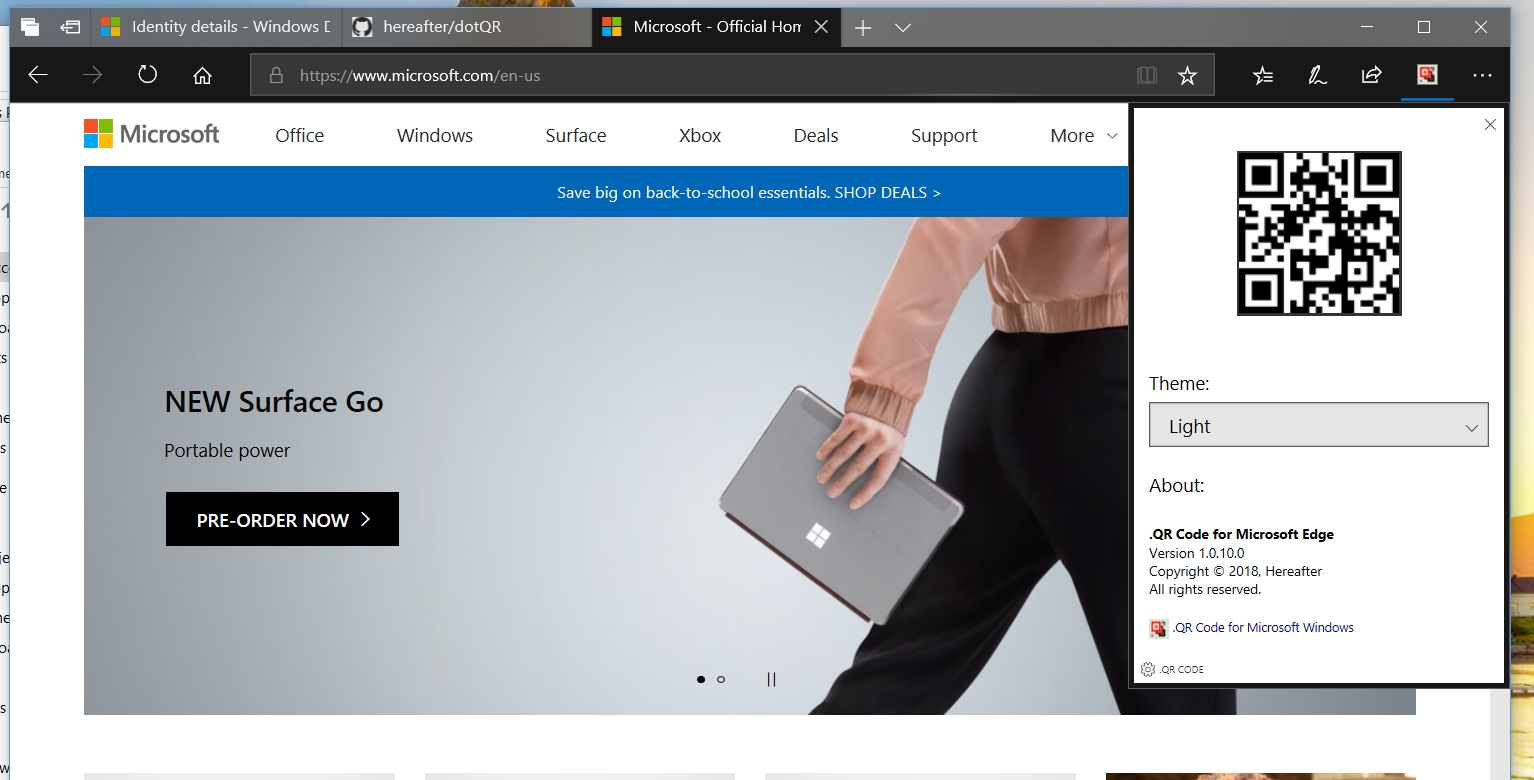 Identity details - Windows D
hereafter/dotQR
Microsoft - Official Hom
https://www.microsoft.com/en-us
Microsoft
Office
Windows
Surface
Xbox
Deals
Support
More
Save big on back-to-school essentials. SHOP DEALS >
NEW Surface Go
Portable power
PRE-ORDER NOW
Theme:
Light
About:
.QR Code for Microsoft Edge
Version 1.0.10.0
Copyright © 2018, Hereafter
All rights reserved.
.QR Code for Microsoft Windows
.QR CODE